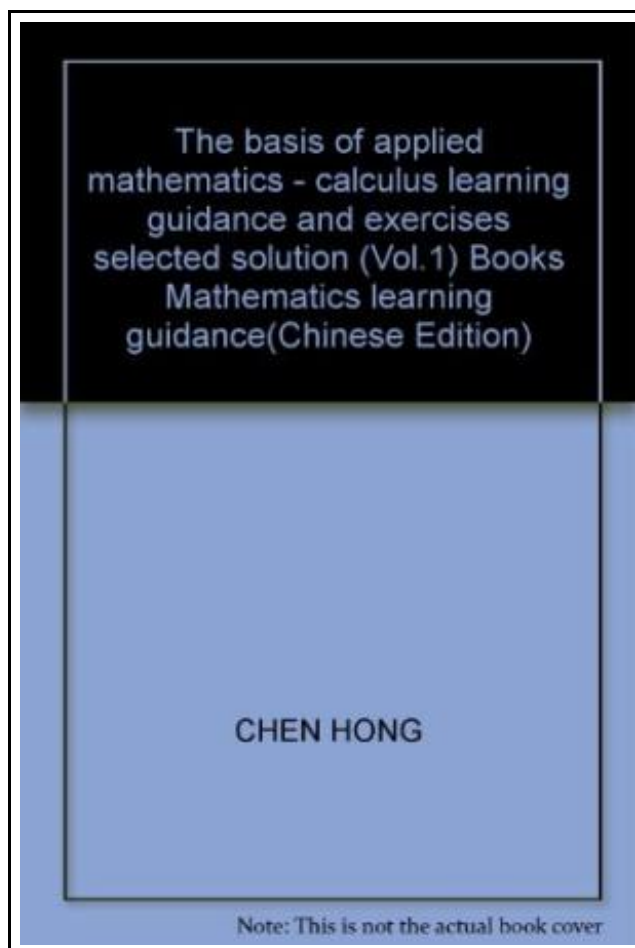 The basis of applied
mathematics - calculus learning
guidance and exercises
selected solution (Vol.1) Books
Mathematics learning
guidance(Chinese Edition)
CHEN HONG
Note: This is not the actual book cover